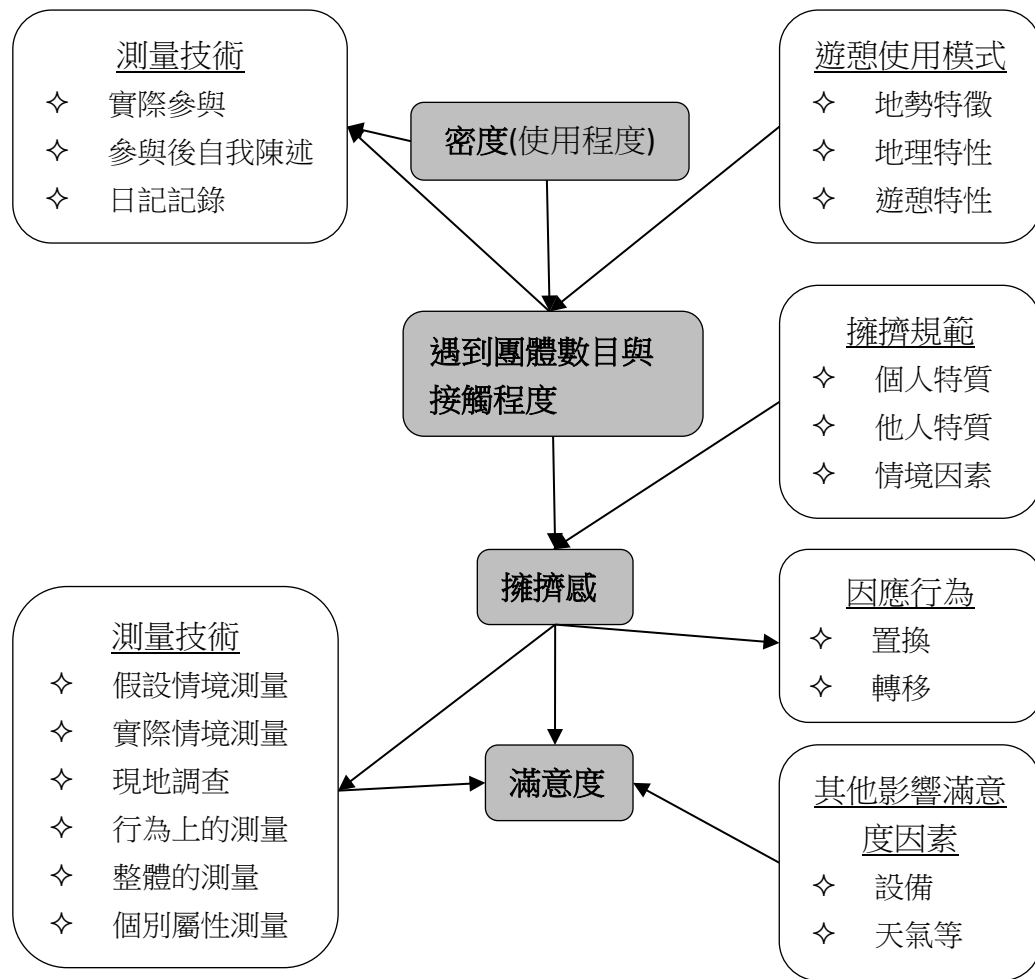 測量技術
✧ 實際參與
✧ 參與後自我陳述
✧ 日記記錄
密度(使用程度)
遊憩使用模式
✧ 地勢特徵
✧ 地理特性
✧ 遊憩特性
遇到團體數目與
接觸程度
擁擠規範
✧ 個人特質
✧ 他人特質
✧ 情境因素
擁擠感
因應行為
✧ 置換
✧ 轉移
測量技術
✧ 假設情境測量
✧ 實際情境測量
✧ 現地調查
✧ 行為上的測量
✧ 整體的測量
✧ 個別屬性測量
滿意度
其他影響滿意
度因素
✧ 設備
✧ 天氣等